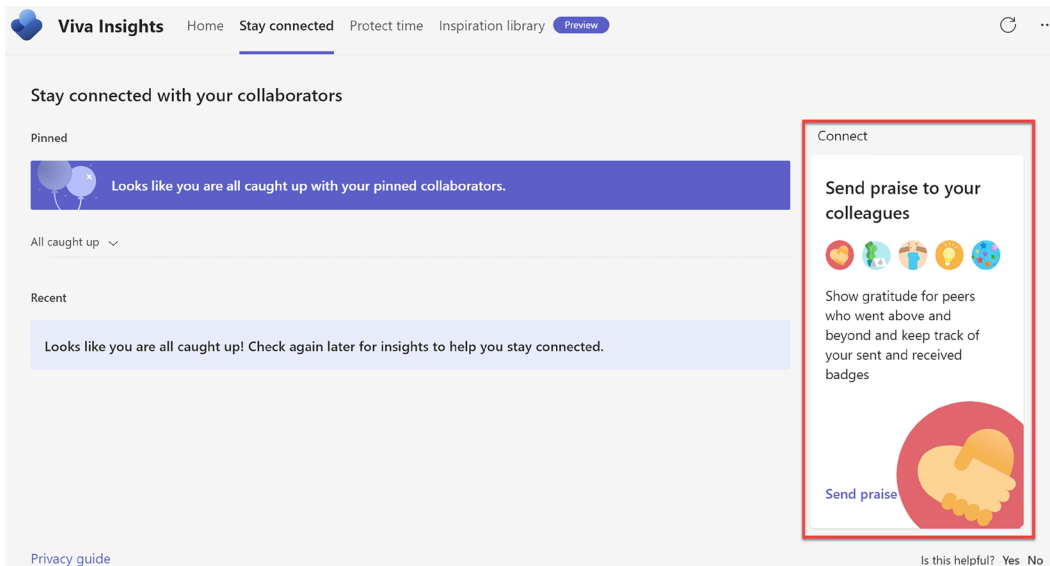 Viva Insights Home Stay connected Protect time Inspiration library Preview
Stay connected with your collaborators
Pinned
Looks like you are all caught up with your pinned collaborators.
All caught up
Recent
Looks like you are all caught up! Check again later for insights to help you stay connected.
Connect
Send praise to your
colleagues
Show gratitude for peers
who went above and
beyond and keep track of
your sent and received
badges
Send praise
Privacy guide
Is this helpful? Yes No